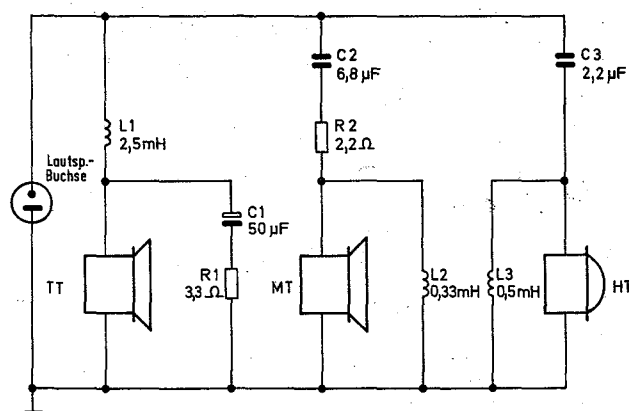 C2
6,8 µF
C3
2,2 µF
L1
2,5mH
R2
2,2 Ω
Lautsp.-
Buchse
C1
50 µF
TT
R1
3,3 Ω
MT
L2
0,33mH
L3
0,5mH
HT